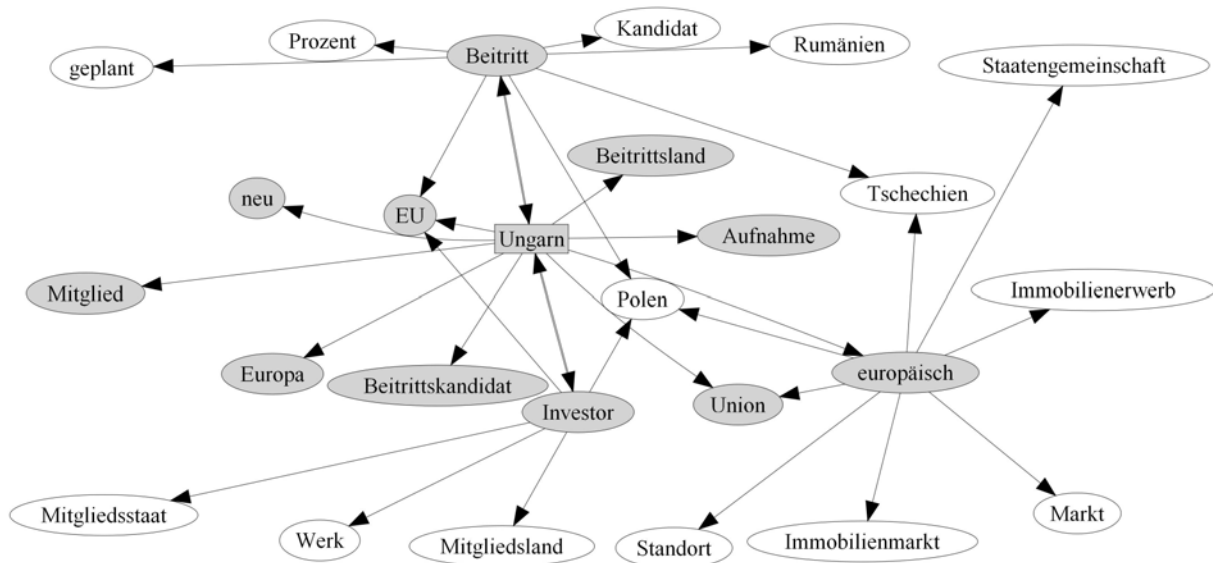 Kandidat
Prozent
Rumänien
Beitritt
geplant
Staatengemeinschaft
Beitrittsland
Tschechien
neu
EU
Ungarn
Aufnahme
Mitglied
Polen
Immobilienerwerb
Europa
Beitrittskandidat
europäisch
Investor
Union
Mitgliedsstaat
Werk
Mitgliedsland
Standort
Immobilienmarkt
Markt